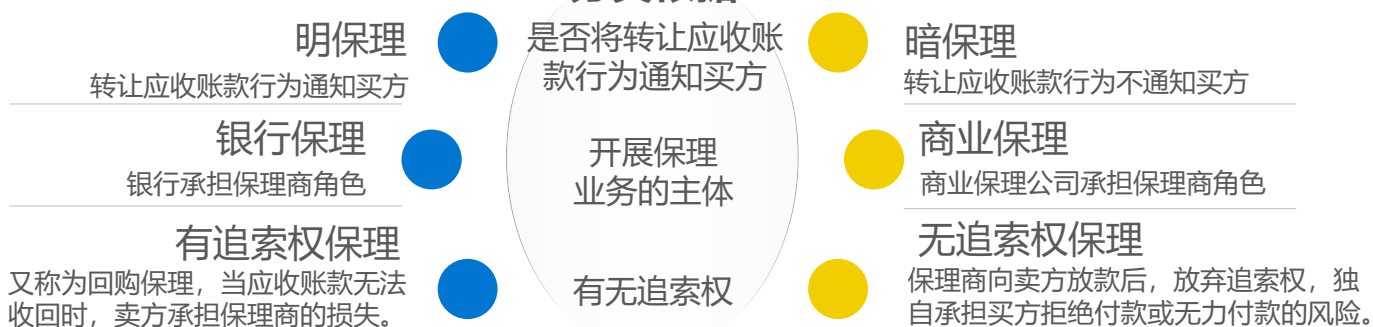 明保理
转让应收账款行为通知买方
是否将转让应收账
款行为通知买方
暗保理
转让应收账款行为不通知买方
银行保理
银行承担保理商角色
开展保理
业务的主体
商业保理
商业保理公司承担保理商角色
有追索权保理
又称为回购保理，当应收账款无法
收回时，卖方承担保理商的损失。
有无追索权
无追索权保理
保理商向卖方放款后，放弃追索权，独
自承担买方拒绝付款或无力付款的风险。